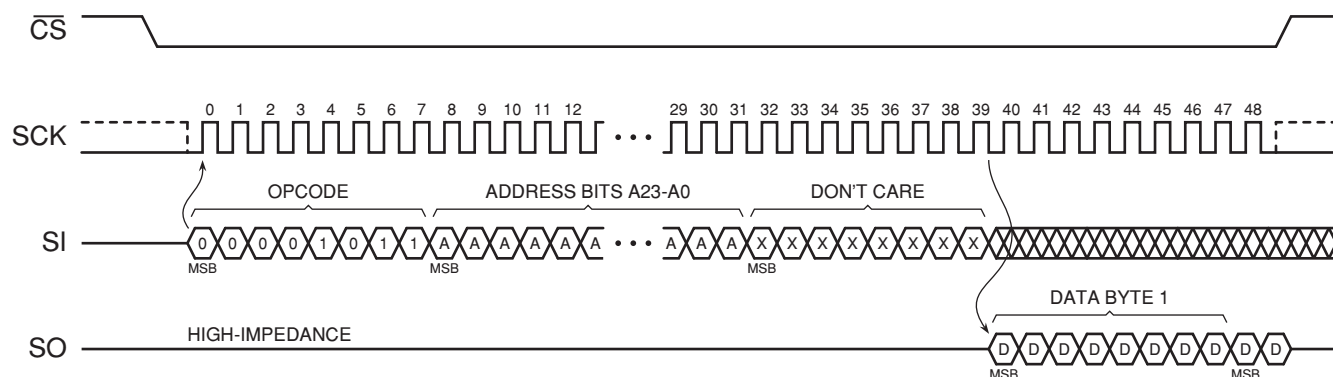 CS
0 1 2 3 4 5 6 7 8 9 10 11 12 29 30 31 32 33 34 35 36 37 38 39 40 41 42 43 44 45 46 47 48
SCK
OPCODE ADDRESS BITS A23-A0 DON'T CARE
SI 0 0 0 0 1 0 1 1 A A A A A A A A A X X X X X X X X
MSB MSB MSB
DATA BYTE 1
HIGH-IMPEDANCE
SO D D D D D D D D D D
MSB MSB